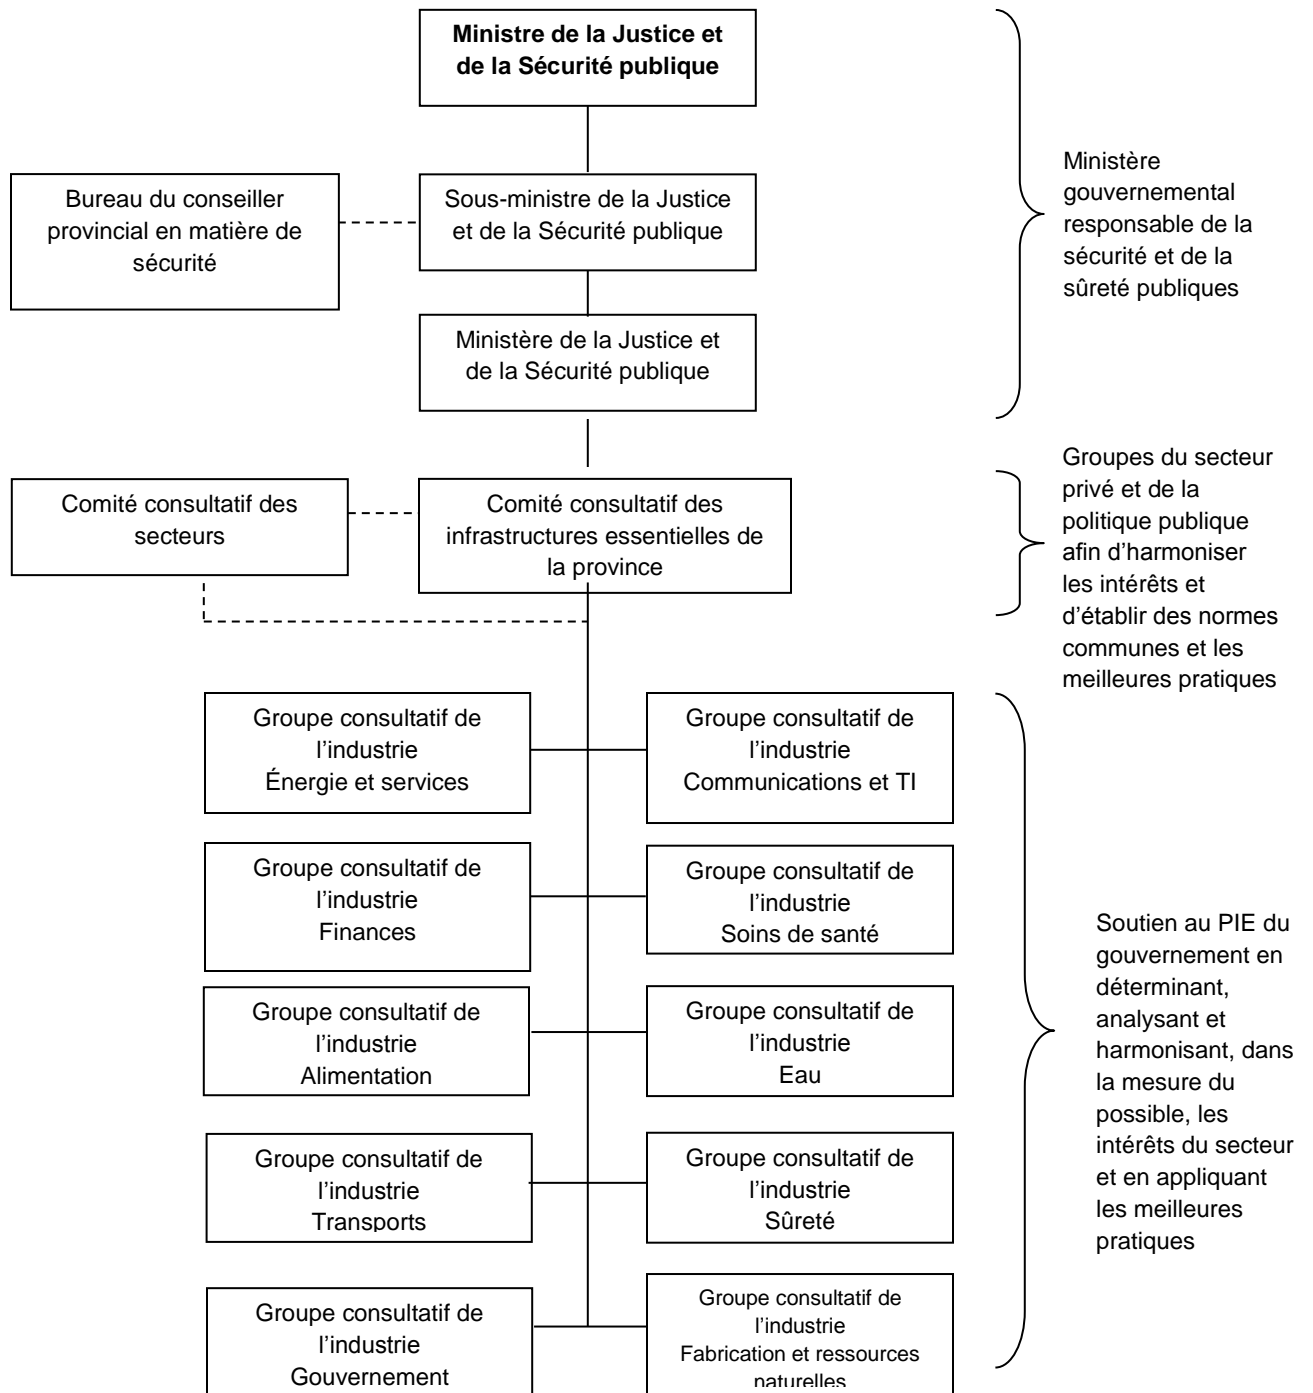 Ministre de la Justice et
de la Sécurité publique
Bureau du conseiller
provincial en matière de
sécurité
Sous-ministre de la Justice
et de la Sécurité publique
Ministère de la Justice et
de la Sécurité publique
Ministère
gouvernemental
responsable de la
sécurité et de la
sûreté publiques
Comité consultatif des
secteurs
Comité consultatif des
infrastructures essentielles de
la province
Groupes du secteur
privé et de la
politique publique
afin d’harmoniser
les intérêts et
d’établir des normes
communes et les
meilleures pratiques
Groupe consultatif de
l’industrie
Énergie et services
Groupe consultatif de
l’industrie
Communications et TI
Groupe consultatif de
l’industrie
Finances
Groupe consultatif de
l’industrie
Soins de santé
Groupe consultatif de
l’industrie
Alimentation
Groupe consultatif de
l’industrie
Eau
Groupe consultatif de
l’industrie
Transports
Groupe consultatif de
l’industrie
Sûreté
Groupe consultatif de
l’industrie
Gouvernement
Groupe consultatif de
l’industrie
Fabrication et ressources
naturelles
Soutien au PIE du
gouvernement en
déterminant,
analysant et
harmonisant, dans
la mesure du
possible, les
intérêts du secteur
et en appliquant
les meilleures
pratiques